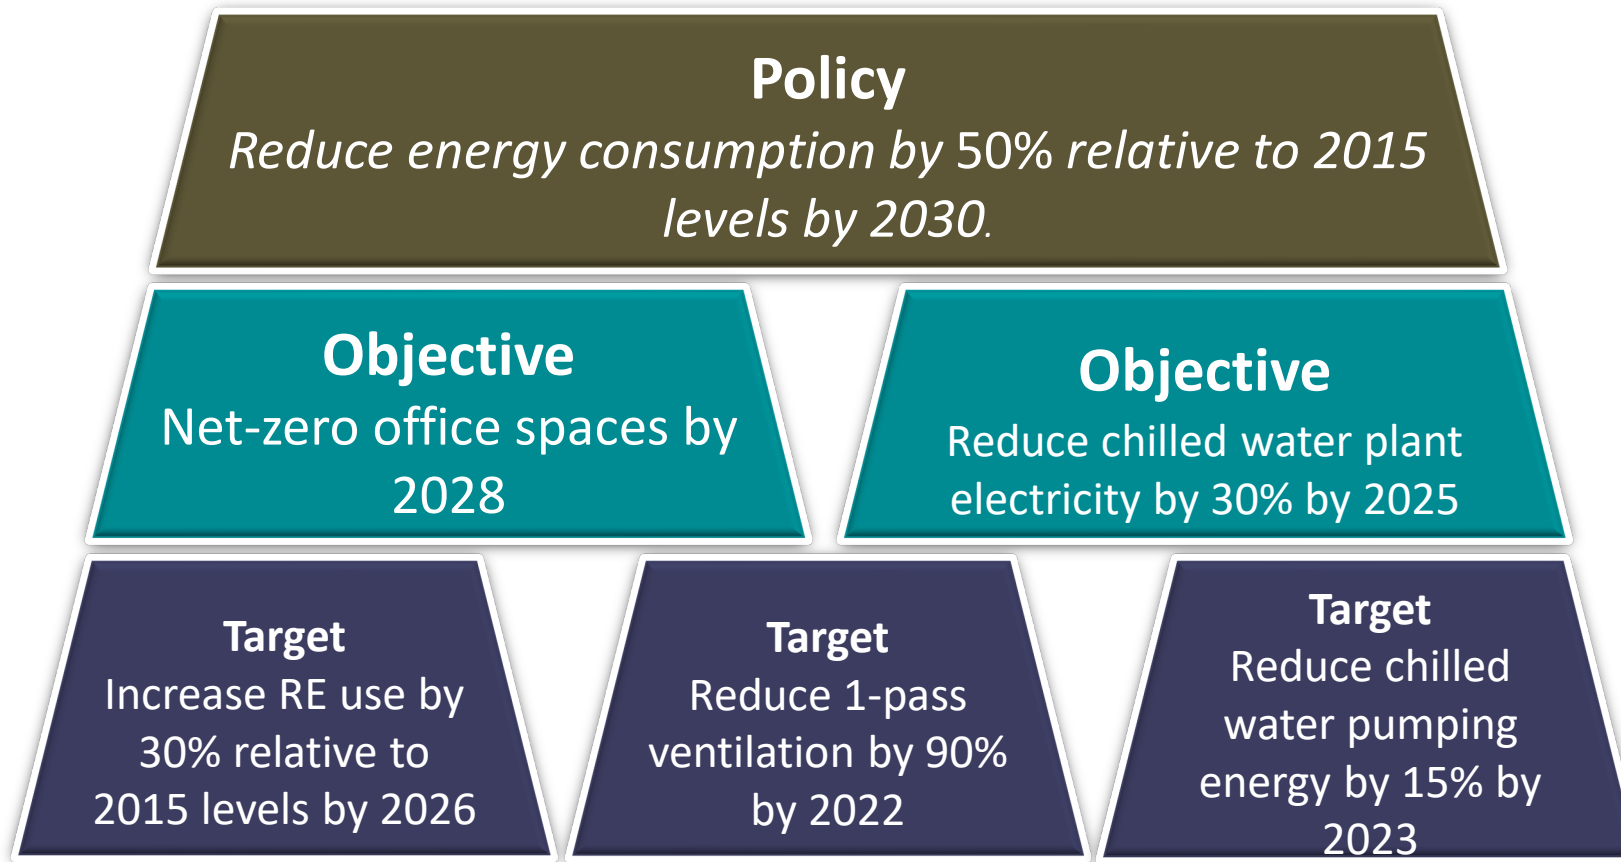 Policy
Reduce energy consumption by 50% relative to 2015
levels by 2030.
Objective
Net-zero office spaces by
2028
Objective
Reduce chilled water plant
electricity by 30% by 2025
Target
Increase RE use by
30% relative to
2015 levels by 2026
Target
Reduce 1-pass
ventilation by 90%
by 2022
Target
Reduce chilled
water pumping
energy by 15% by
2023